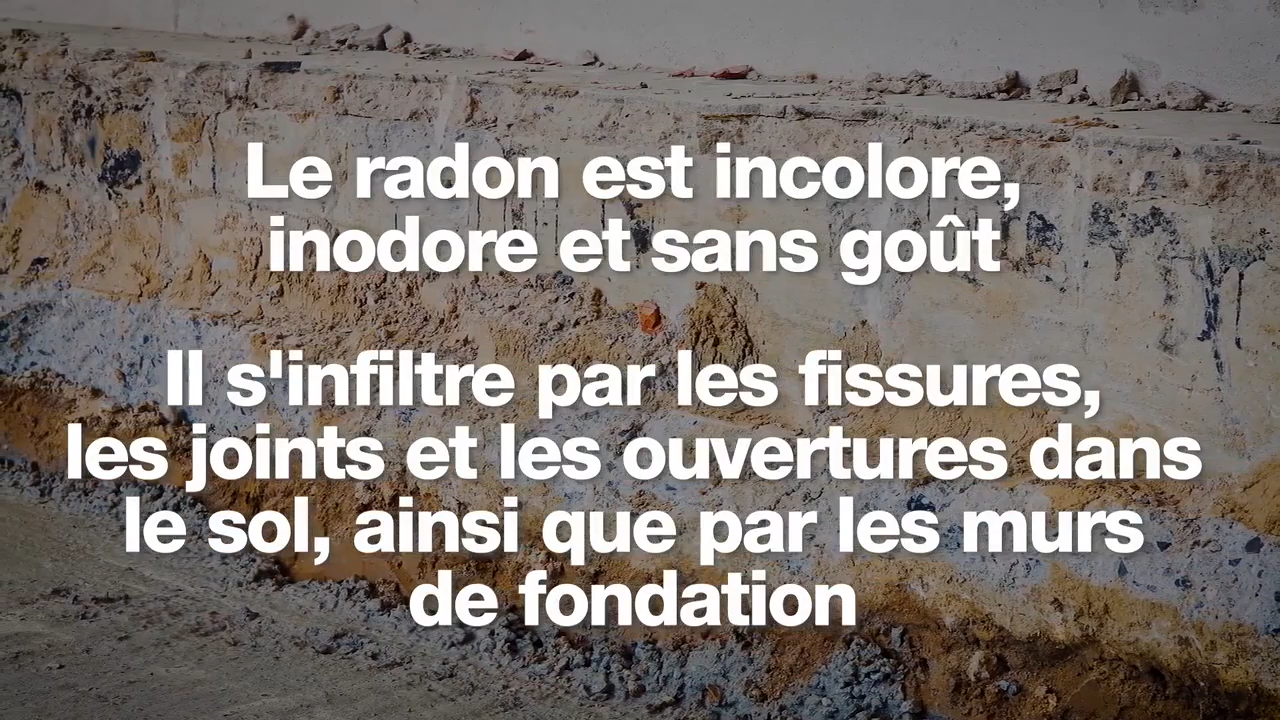 Le radon est incolore,
inodore et sans goût
Il s'infiltre par les fissures,
les joints et les ouvertures dans
le sol, ainsi que par les murs
de fondation